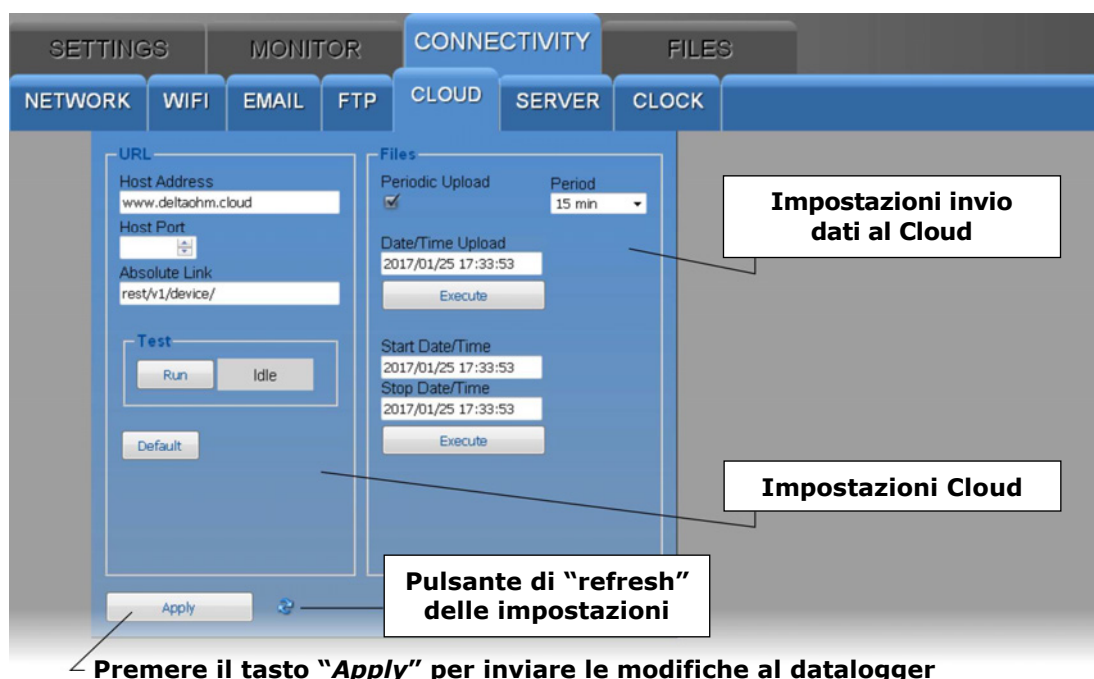 SETTINGS MONITOR CONNECTIVITY FILES
NETWORK WIFI EMAIL FTP CLOUD SERVER CLOCK
URL
Host Address
www.deltaohm.cloud
Host Port
Absolute Link
rest/v1/device/
Test
Run Idle
Default
Files
Periodic Upload Period
15 min
Date/Time Upload
2017/01/25 17:33:53
Execute
Start Date/Time
2017/01/25 17:33:53
Stop Date/Time
2017/01/25 17:33:53
Execute
Impostazioni invio
dati al Cloud
Impostazioni Cloud
Pulsante di “refresh”
delle impostazioni
Apply
Premere il tasto “Apply” per inviare le modifiche al datalogger